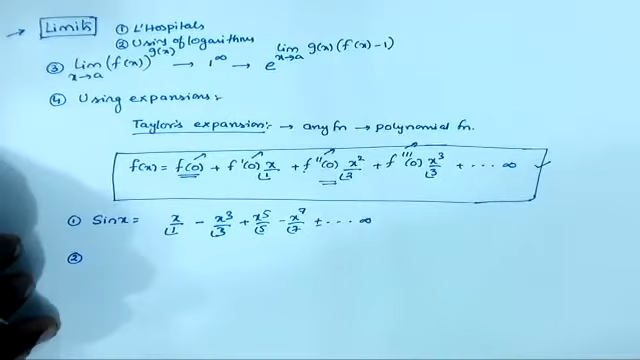 → Limits ① L'Hospitals
② Using of logarithms
③ lim x→a (f(x))^g(x) → 1^∞ → e^lim x→a g(x)(f(x)-1)
④ Using expansions:-
Taylor's expansion:- → any fn → polynomial fn.
f(x) = f(0) + f'(0) x/⌊1 + f''(0) x²/⌊2 + f'''(0) x³/⌊3 + ... ∞
① Sinx = x/⌊1 - x³/⌊3 + x⁵/⌊5 - x⁷/⌊7 + ... ∞
②